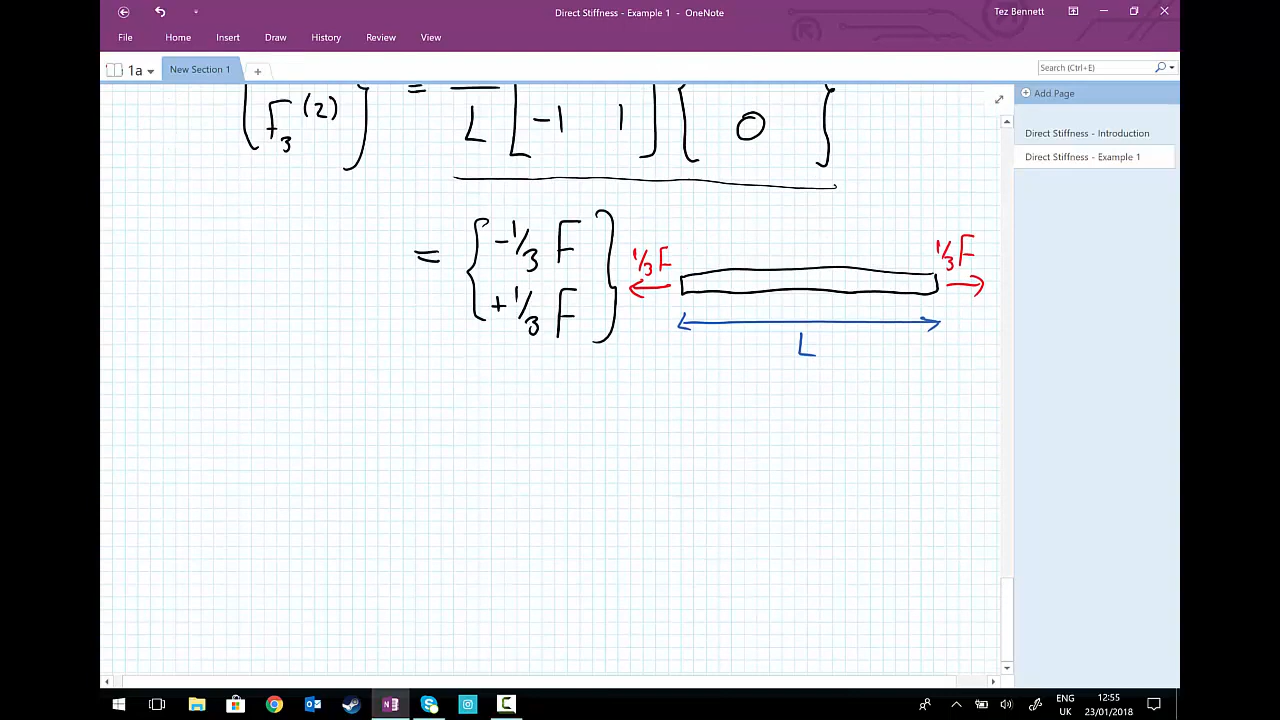 Direct Stiffness - Example 1 - OneNote
Tez Bennett
File Home Insert Draw History Review View
1a
New Section 1
Search (Ctrl+E)
Add Page
Direct Stiffness - Introduction
Direct Stiffness - Example 1
F₃⁽²⁾ = L [-1 1] { 0 }
= { -1/3 F
+1/3 F }
1/3 F
1/3 F
L
ENG
UK
12:55
23/01/2018